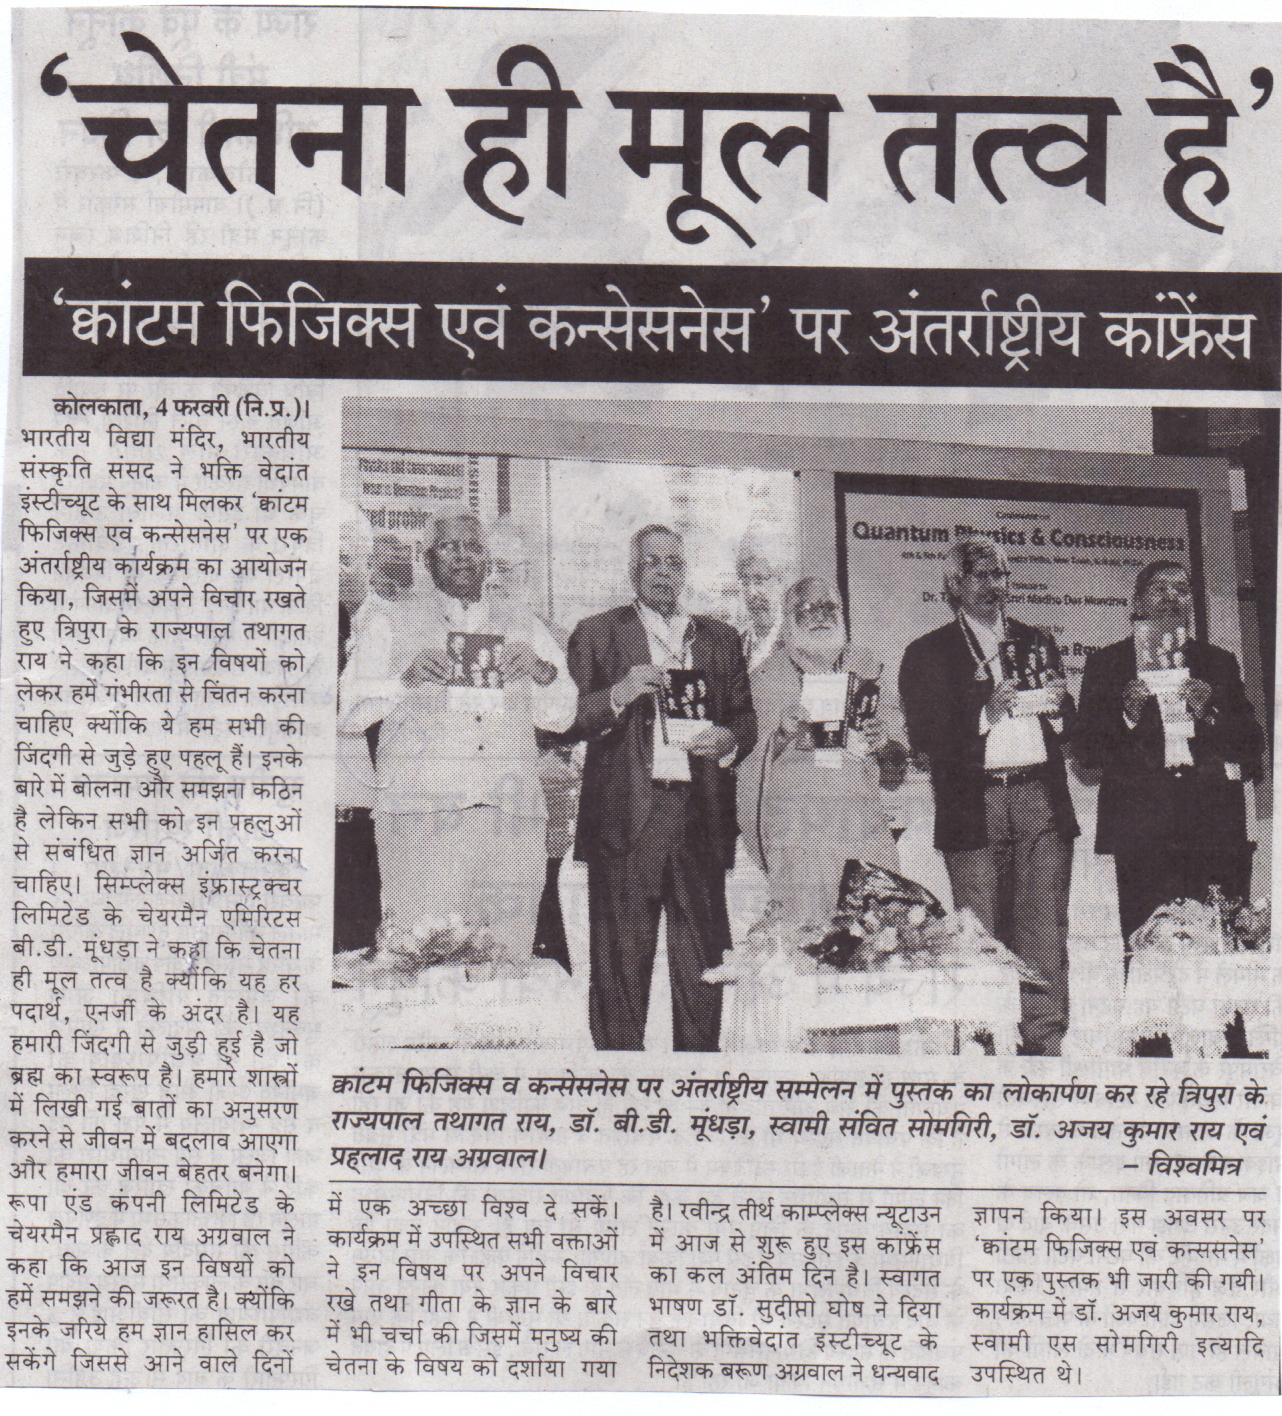 ‘चेतना ही मूल तत्व है’
‘क्वांटम फिजिक्स एवं कन्सेसनेस’ पर अंतर्राष्ट्रीय कांफ्रेंस
कोलकाता, 4 फरवरी (नि.प्र.)।
भारतीय विद्या मंदिर, भारतीय
संस्कृति संसद ने भक्ति वेदांत
इंस्टीच्यूट के साथ मिलकर ‘क्वांटम
फिजिक्स एवं कन्सेसनेस’ पर एक
अंतर्राष्ट्रीय कार्यक्रम का आयोजन
किया, जिसमें अपने विचार रखते
हुए त्रिपुरा के राज्यपाल तथागत
राय ने कहा कि इन विषयों को
लेकर हमें गंभीरता से चिंतन करना
चाहिए क्योंकि ये हम सभी की
जिंदगी से जुड़े हुए पहलू हैं। इनके
बारे में बोलना और समझना कठिन
है लेकिन सभी को इन पहलुओं
से संबंधित ज्ञान अर्जित करना
चाहिए। सिम्प्लेक्स इंफ्रास्ट्रक्चर
लिमिटेड के चेयरमैन एमिरिटस
बी.डी. मूंधड़ा ने कहा कि चेतना
ही मूल तत्व है क्योंकि यह हर
पदार्थ, एनर्जी के अंदर है। यह
हमारी जिंदगी से जुड़ी हुई है जो
ब्रह्म का स्वरूप है। हमारे शास्त्रों
में लिखी गई बातों का अनुसरण
करने से जीवन में बदलाव आएगा
और हमारा जीवन बेहतर बनेगा।
रूपा एंड कंपनी लिमिटेड के
चेयरमैन प्रह्लाद राय अग्रवाल ने
कहा कि आज इन विषयों को
हमें समझने की जरूरत है। क्योंकि
इनके जरिये हम ज्ञान हासिल कर
सकेंगे जिससे आने वाले दिनों
Quantum Physics & Consciousness
क्वांटम फिजिक्स व कन्सेसनेस पर अंतर्राष्ट्रीय सम्मेलन में पुस्तक का लोकार्पण कर रहे त्रिपुरा के
राज्यपाल तथागत राय, डॉ. बी.डी. मूंधड़ा, स्वामी संवित सोमगिरी, डॉ. अजय कुमार राय एवं
प्रह्लाद राय अग्रवाल।
– विश्वमित्र
में एक अच्छा विश्व दे सकें।
कार्यक्रम में उपस्थित सभी वक्ताओं
ने इन विषय पर अपने विचार
रखे तथा गीता के ज्ञान के बारे
में भी चर्चा की जिसमें मनुष्य की
चेतना के विषय को दर्शाया गया
है। रवीन्द्र तीर्थ काम्प्लेक्स न्यूटाउन
में आज से शुरू हुए इस कांफ्रेंस
का कल अंतिम दिन है। स्वागत
भाषण डॉ. सुदीप्तो घोष ने दिया
तथा भक्तिवेदांत इंस्टीच्यूट के
निदेशक बरूण अग्रवाल ने धन्यवाद
ज्ञापन किया। इस अवसर पर
‘क्वांटम फिजिक्स एवं कन्ससनेस’
पर एक पुस्तक भी जारी की गयी।
कार्यक्रम में डॉ. अजय कुमार राय,
स्वामी एस सोमगिरी इत्यादि
उपस्थित थे।